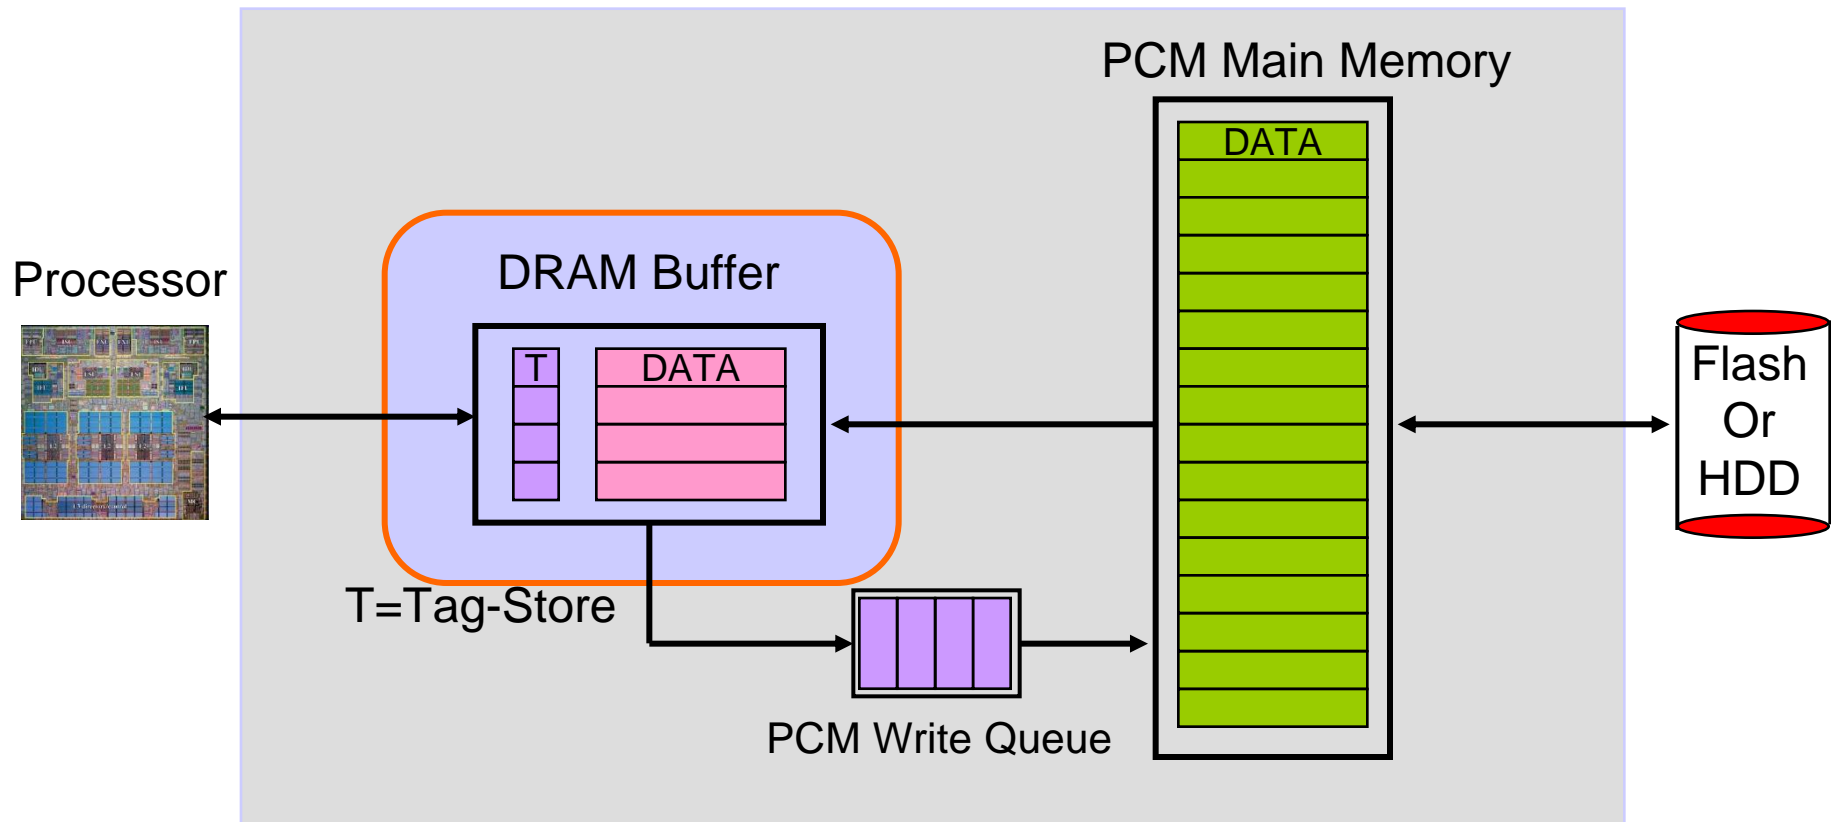 PCM Main Memory
DATA
DRAM Buffer
Processor
T
DATA
Flash
Or
HDD
T=Tag-Store
PCM Write Queue